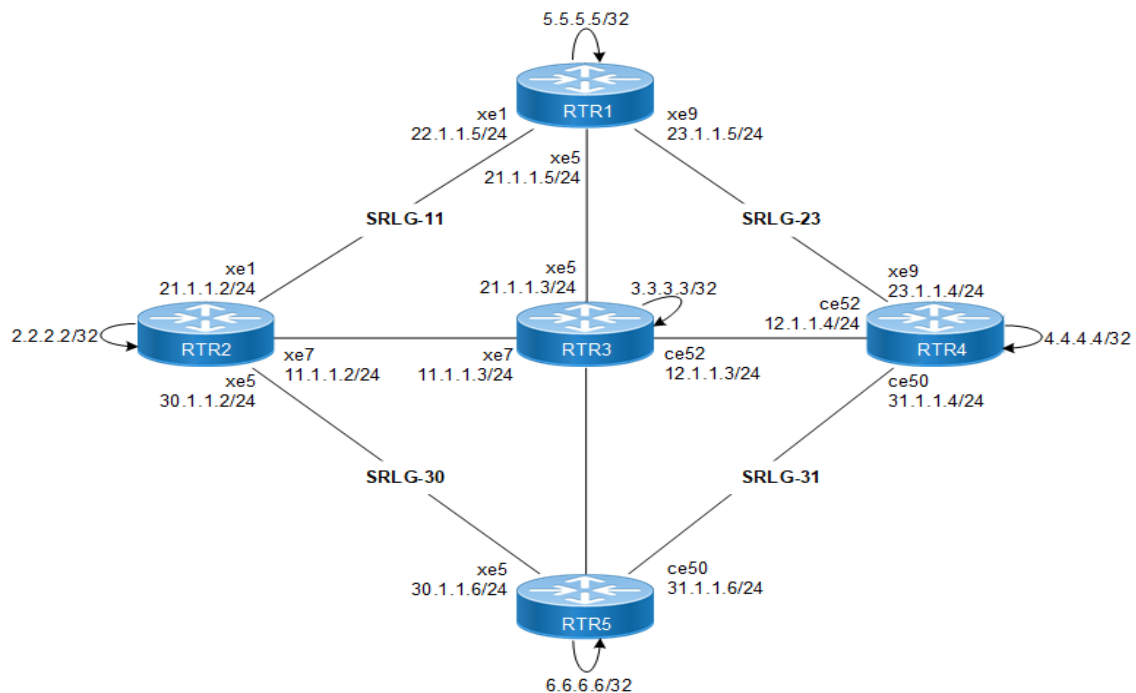 5.5.5.5/32
RTR1
xe1
22.1.1.5/24
xe9
23.1.1.5/24
xe5
21.1.1.5/24
SRLG-11
SRLG-23
xe1
21.1.1.2/24
xe5
21.1.1.3/24
3.3.3.3/32
xe9
23.1.1.4/24
ce52
12.1.1.4/24
2.2.2.2/32
RTR2
RTR3
RTR4
4.4.4.4/32
xe7
11.1.1.2/24
xe7
11.1.1.3/24
ce52
12.1.1.3/24
xe5
30.1.1.2/24
ce50
31.1.1.4/24
SRLG-30
SRLG-31
xe5
30.1.1.6/24
ce50
31.1.1.6/24
RTR5
6.6.6.6/32